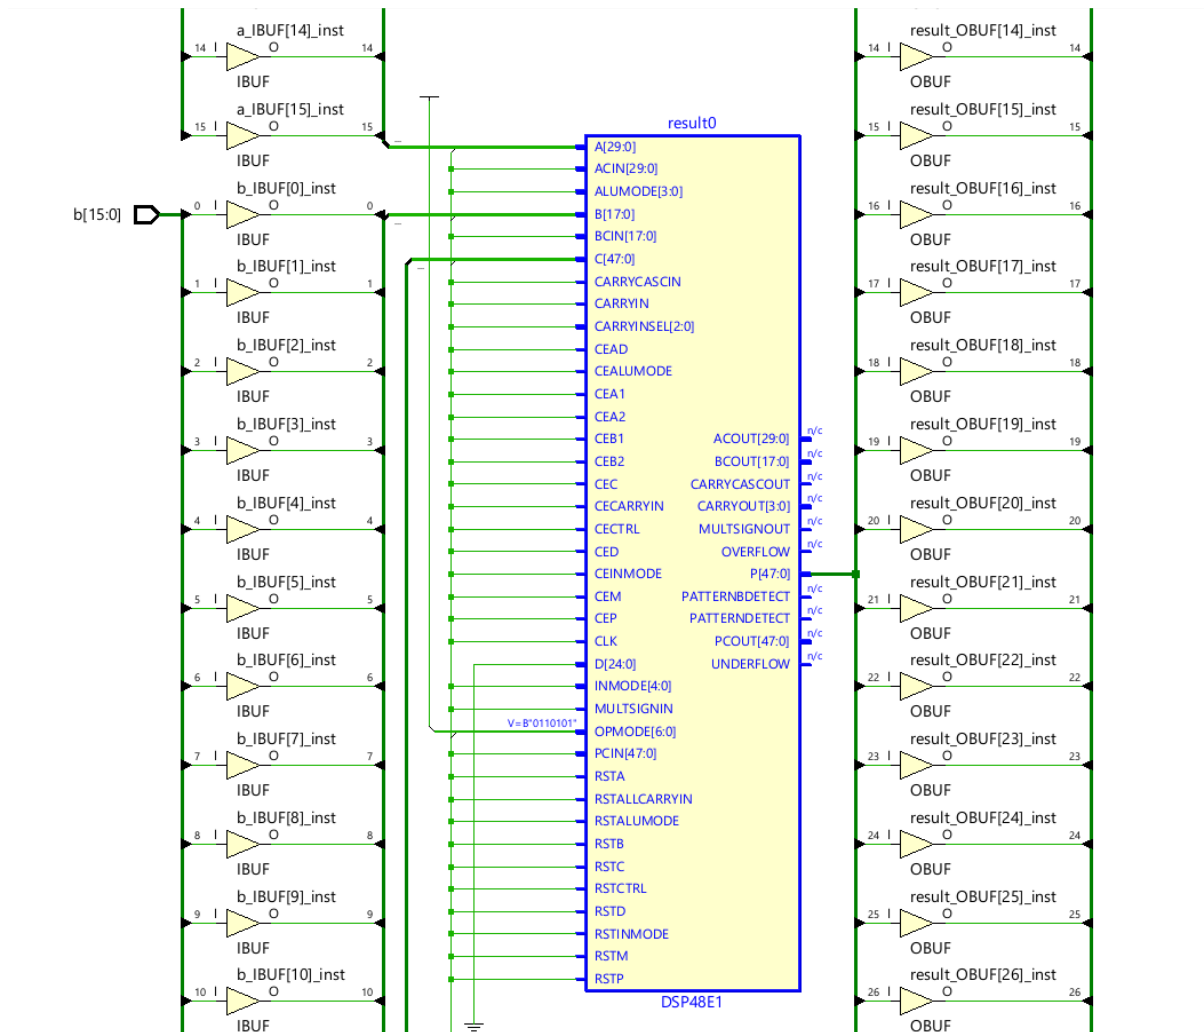 a_IBUF[14]_inst
14 I O 14
IBUF
a_IBUF[15]_inst
15 I O 15
IBUF
b[15:0]
b_IBUF[0]_inst
0 I O 0
IBUF
b_IBUF[1]_inst
1 I O 1
IBUF
b_IBUF[2]_inst
2 I O 2
IBUF
b_IBUF[3]_inst
3 I O 3
IBUF
b_IBUF[4]_inst
4 I O 4
IBUF
b_IBUF[5]_inst
5 I O 5
IBUF
b_IBUF[6]_inst
6 I O 6
IBUF
b_IBUF[7]_inst
7 I O 7
IBUF
b_IBUF[8]_inst
8 I O 8
IBUF
b_IBUF[9]_inst
9 I O 9
IBUF
b_IBUF[10]_inst
10 I O 10
IBUF
result0
A[29:0]
ACIN[29:0]
ALUMODE[3:0]
B[17:0]
BCIN[17:0]
C[47:0]
CARRYCASCIN
CARRYIN
CARRYINSEL[2:0]
CEAD
CEALUMODE
CEA1
CEA2
CEB1 ACOUT[29:0] n/c
CEB2 BCOUT[17:0] n/c
CEC CARRYCASCOUT n/c
CECARRYIN CARRYOUT[3:0] n/c
CECTRL MULTSIGNOUT n/c
CED OVERFLOW n/c
CEINMODE P[47:0]
CEM PATTERNBDETECT n/c
CEP PATTERNDETECT n/c
CLK PCOUT[47:0] n/c
D[24:0] UNDERFLOW n/c
INMODE[4:0]
MULTSIGNIN
V=B"0110101" OPMODE[6:0]
PCIN[47:0]
RSTA
RSTALLCARRYIN
RSTALUMODE
RSTB
RSTC
RSTCTRL
RSTD
RSTINMODE
RSTM
RSTP
DSP48E1
result_OBUF[14]_inst
14 I O 14
OBUF
result_OBUF[15]_inst
15 I O 15
OBUF
result_OBUF[16]_inst
16 I O 16
OBUF
result_OBUF[17]_inst
17 I O 17
OBUF
result_OBUF[18]_inst
18 I O 18
OBUF
result_OBUF[19]_inst
19 I O 19
OBUF
result_OBUF[20]_inst
20 I O 20
OBUF
result_OBUF[21]_inst
21 I O 21
OBUF
result_OBUF[22]_inst
22 I O 22
OBUF
result_OBUF[23]_inst
23 I O 23
OBUF
result_OBUF[24]_inst
24 I O 24
OBUF
result_OBUF[25]_inst
25 I O 25
OBUF
result_OBUF[26]_inst
26 I O 26
OBUF